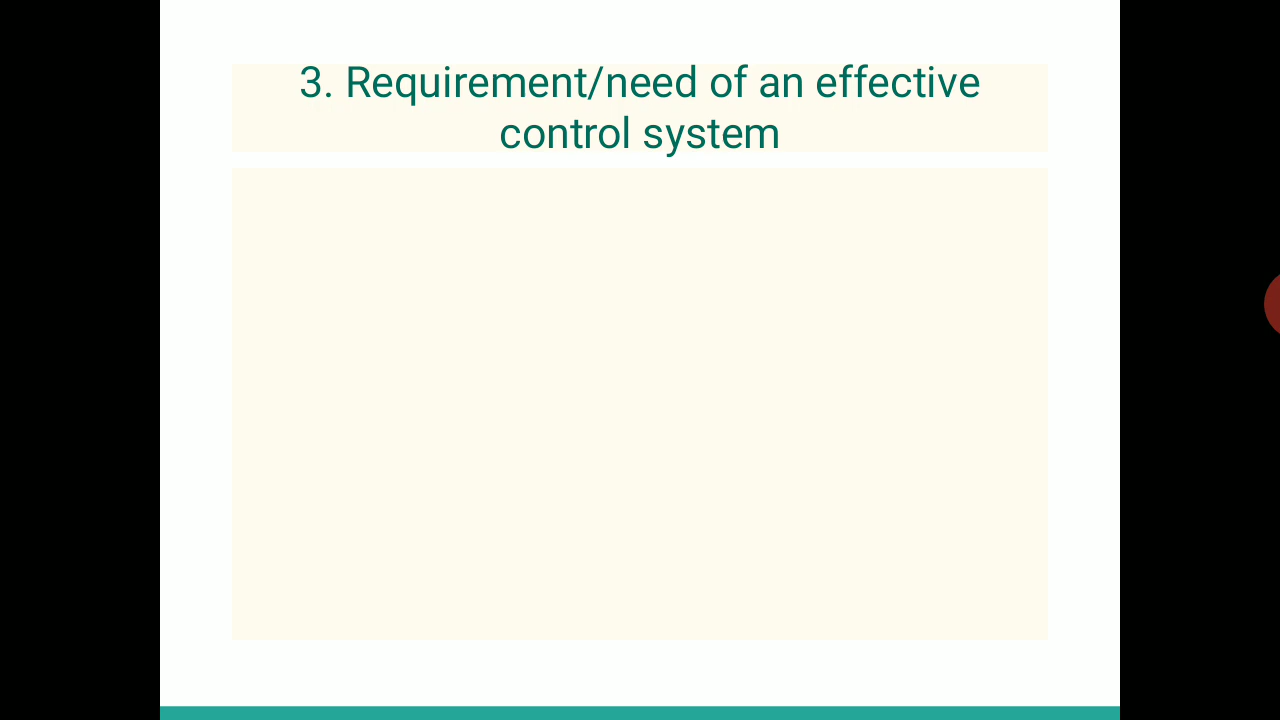 3. Requirement/need of an effective
control system